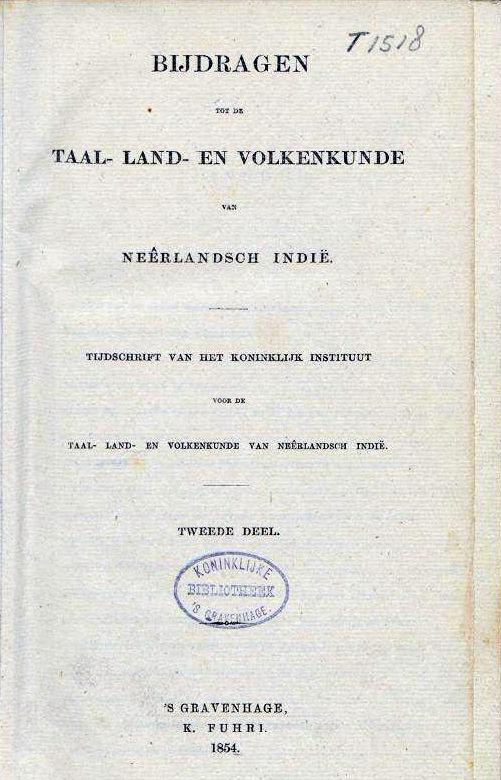 T 1518
BIJDRAGEN
TOT DE
TAAL- LAND- EN VOLKENKUNDE
VAN
NEÊRLANDSCH INDIË.
TIJDSCHRIFT VAN HET KONINKLIJK INSTITUUT
VOOR DE
TAAL- LAND- EN VOLKENKUNDE VAN NEÊRLANDSCH INDIË.
TWEEDE DEEL.
KONINKLIJKE
BIBLIOTHEEK
'S GRAVENHAGE.
'S GRAVENHAGE,
K. FUHRI.
1854.